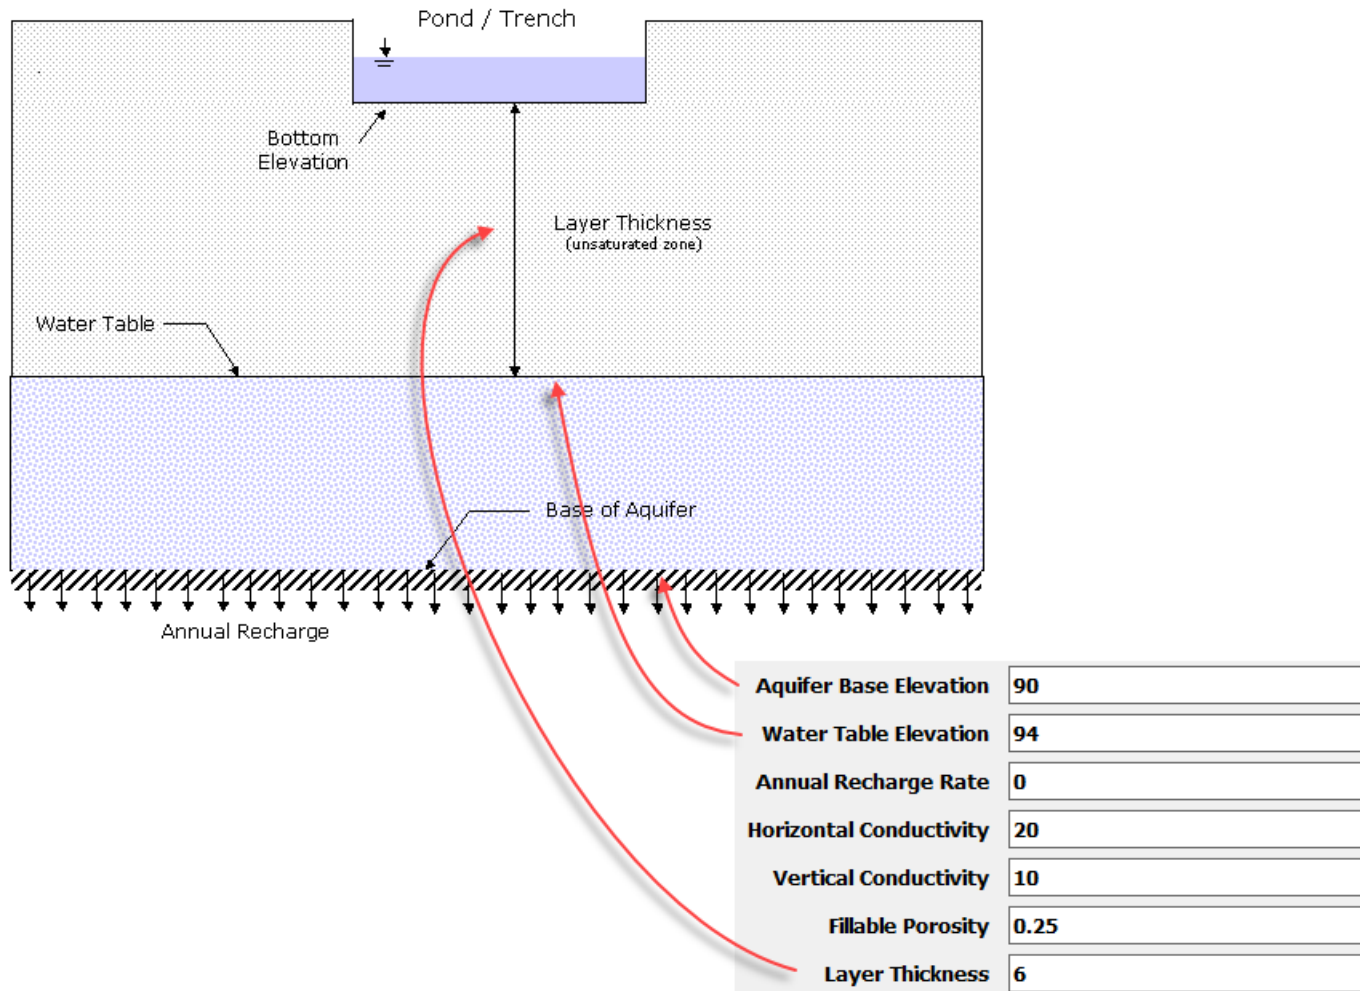 Pond / Trench
Bottom
Elevation
Layer Thickness
(unsaturated zone)
Water Table
Base of Aquifer
Annual Recharge
Aquifer Base Elevation 90
Water Table Elevation 94
Annual Recharge Rate 0
Horizontal Conductivity 20
Vertical Conductivity 10
Fillable Porosity 0.25
Layer Thickness 6